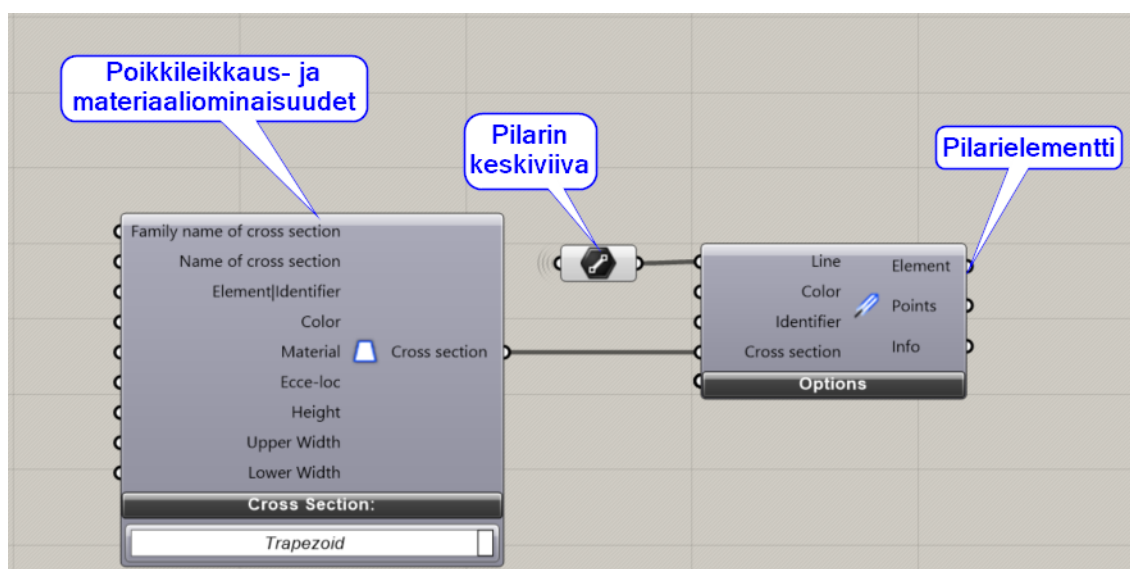 Poikkileikkaus- ja
materiaaliominaisuudet
Pilarin
keskiviiva
Pilarielementti
Family name of cross section
Name of cross section
Element|Identifier
Color
Material
Cross section
Ecce-loc
Height
Upper Width
Lower Width
Cross Section:
Trapezoid
Line
Color
Identifier
Cross section
Element
Points
Info
Options